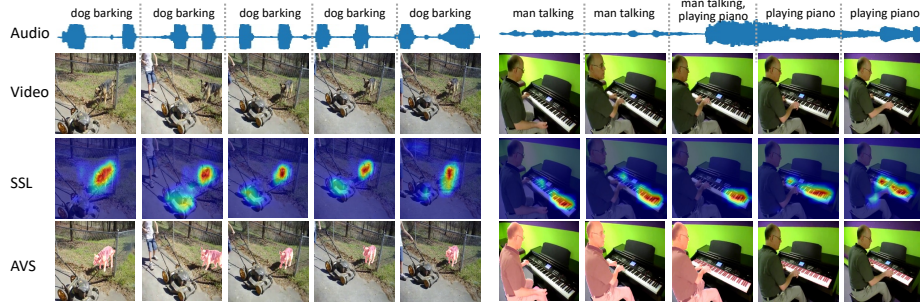 dog barking dog barking dog barking dog barking dog barking man talking man talking man talking, playing piano playing piano playing piano
Audio
Video
SSL
AVS